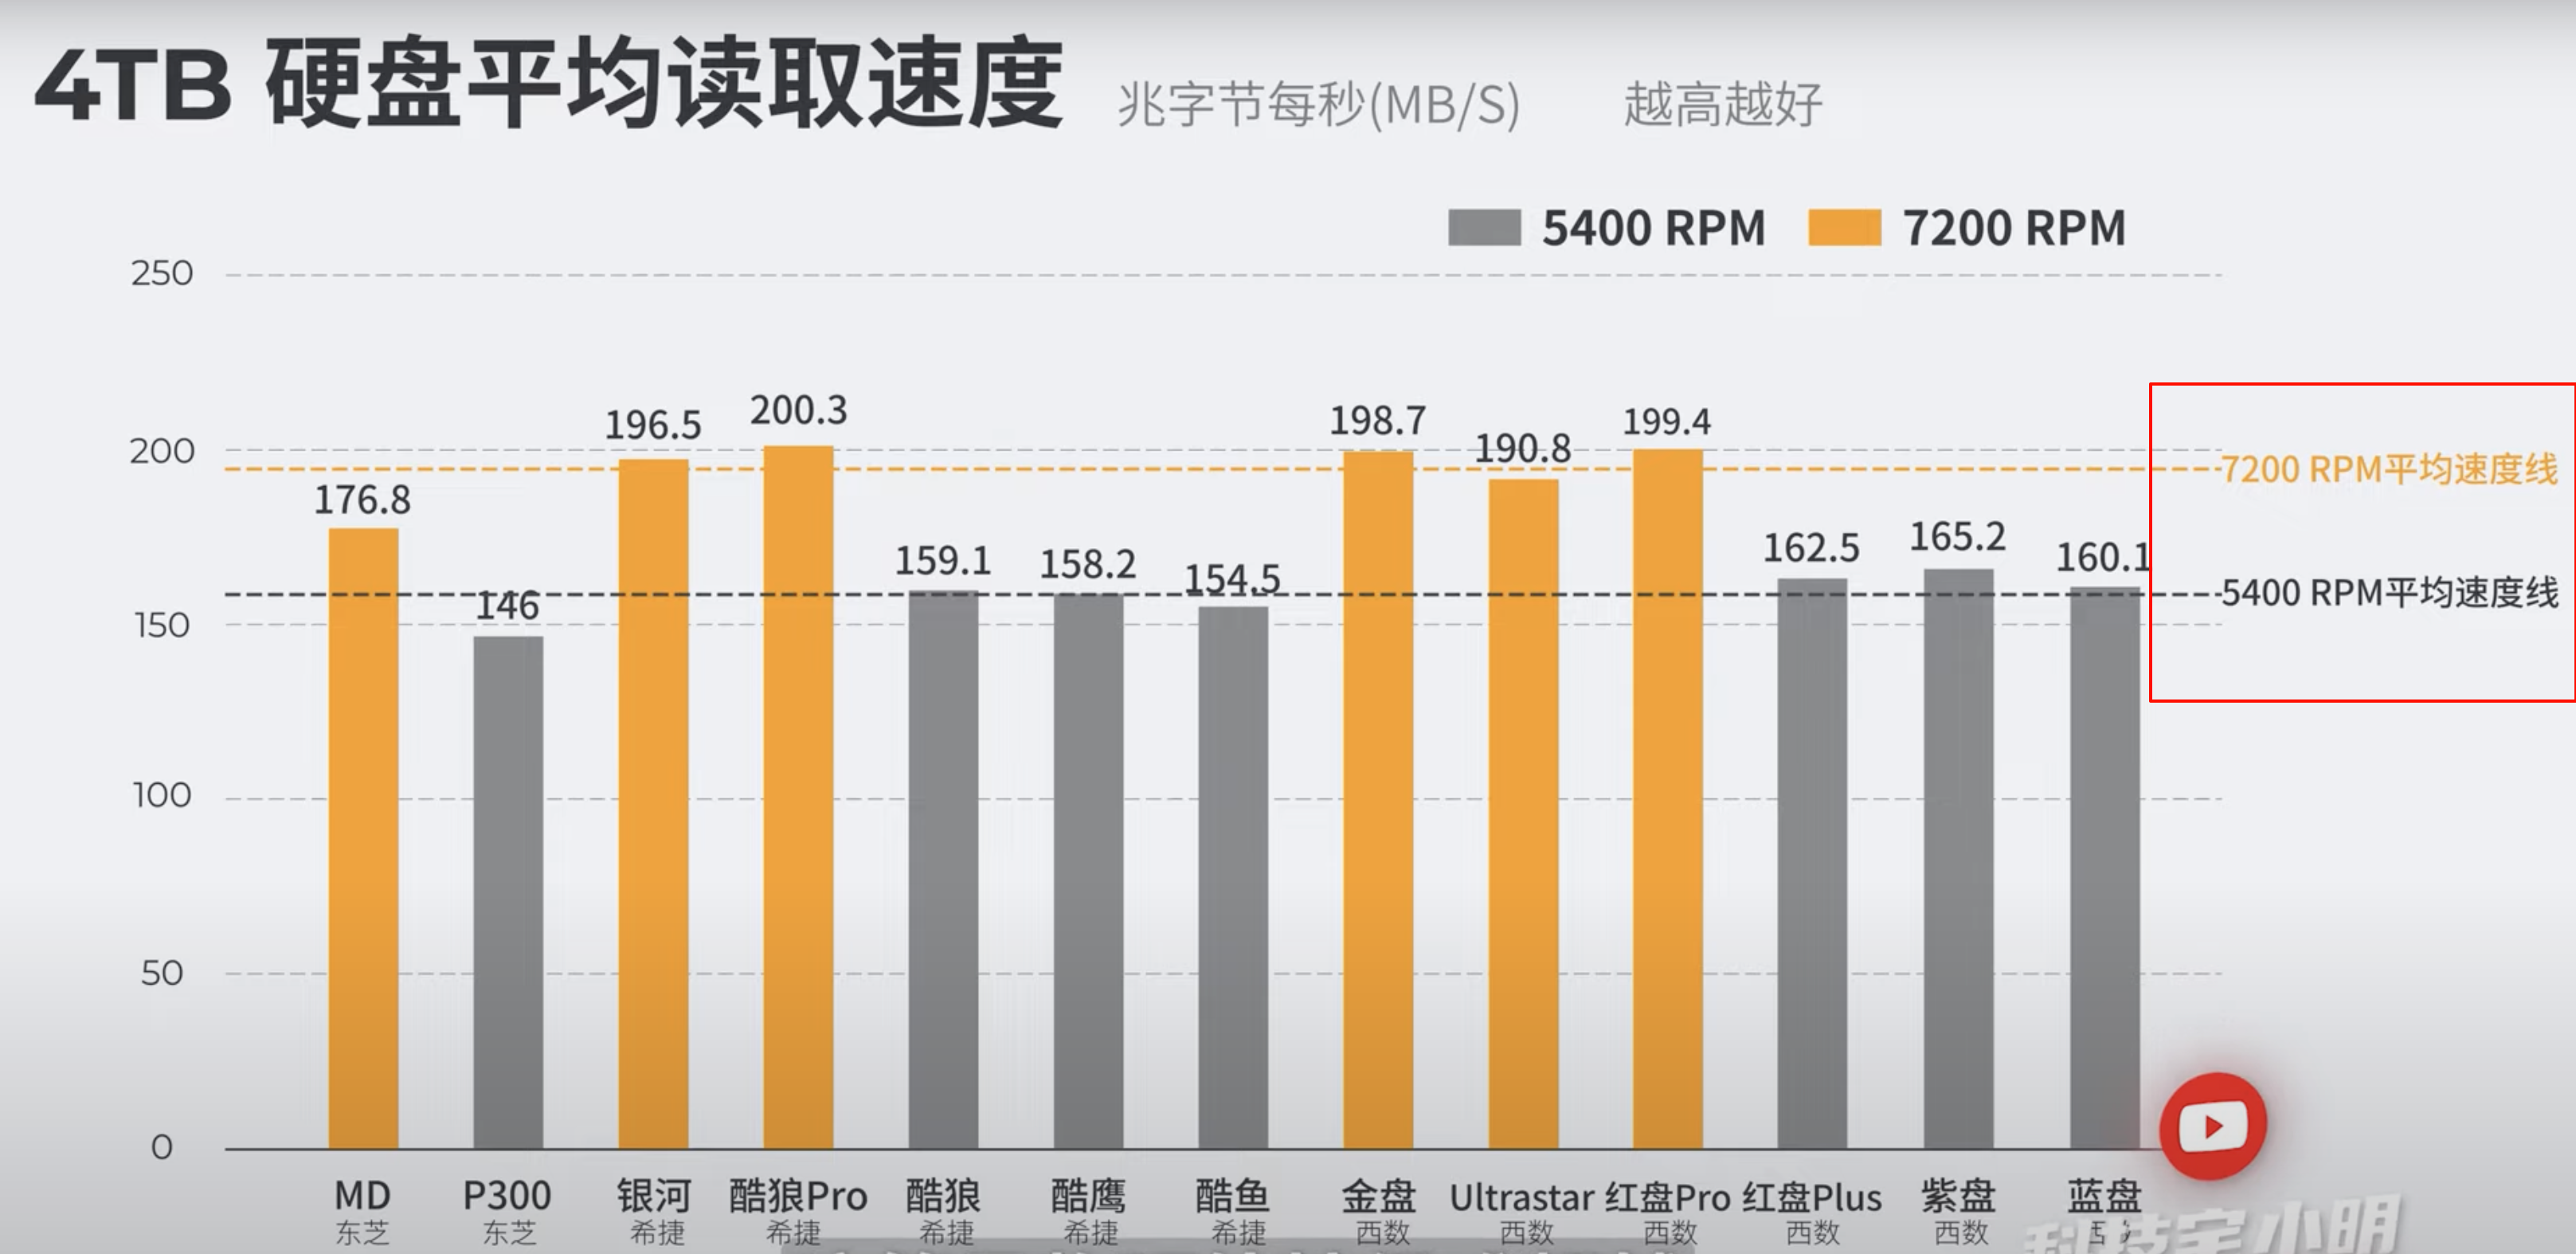 4TB 硬盘平均读取速度 兆字节每秒(MB/S) 越高越好
5400 RPM 7200 RPM
250
200
150
100
50
0
176.8
146
196.5
200.3
159.1
158.2
154.5
198.7
190.8
199.4
162.5
165.2
160.1
7200 RPM平均速度线
5400 RPM平均速度线
MD P300 银河 酷狼Pro 酷狼 酷鹰 酷鱼 金盘 Ultrastar 红盘Pro 红盘Plus 紫盘 蓝盘
东芝 东芝 希捷 希捷 希捷 希捷 希捷 西数 西数 西数 西数 西数
科技宅小明